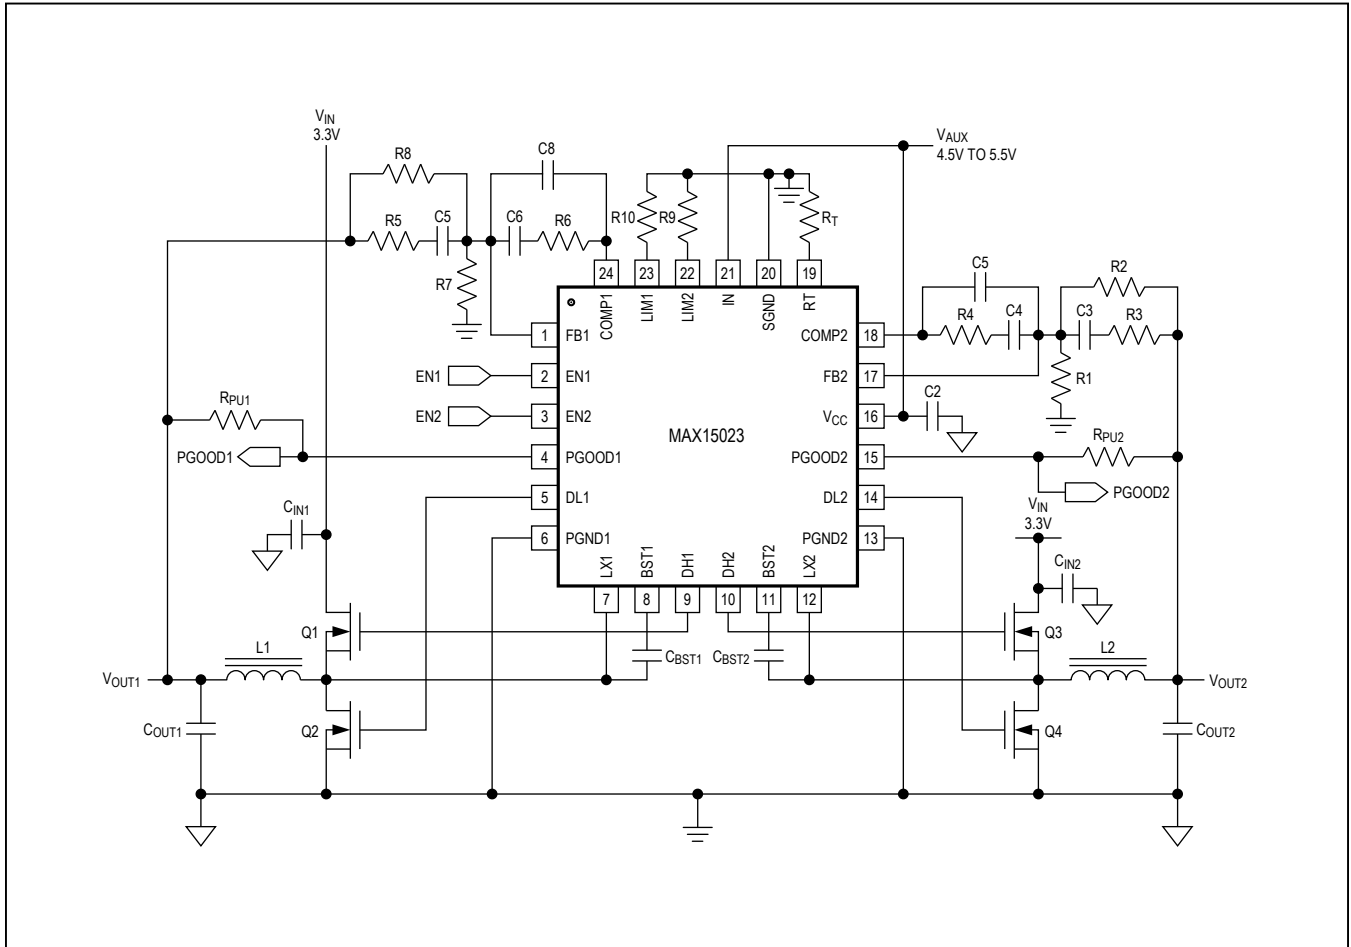 VIN
3.3V
R8
C8
VAUX
4.5V TO 5.5V
R5
C5
C6
R6
R10
R9
RT
R7
24
23
22
21
20
19
COMP1
LIM1
LIM2
IN
SGND
RT
C5
R2
R4
C4
C3
R3
R1
1
FB1
COMP2
18
EN1
2
EN1
FB2
17
EN2
3
EN2
VCC
16
C2
MAX15023
RPU1
PGOOD1
4
PGOOD1
PGOOD2
15
RPU2
PGOOD2
5
DL1
DL2
14
VIN
3.3V
CIN1
6
PGND1
PGND2
13
CIN2
LX1
BST1
DH1
DH2
BST2
LX2
7
8
9
10
11
12
Q1
Q3
L1
CBST1
CBST2
L2
VOUT1
VOUT2
COUT1
Q2
Q4
COUT2